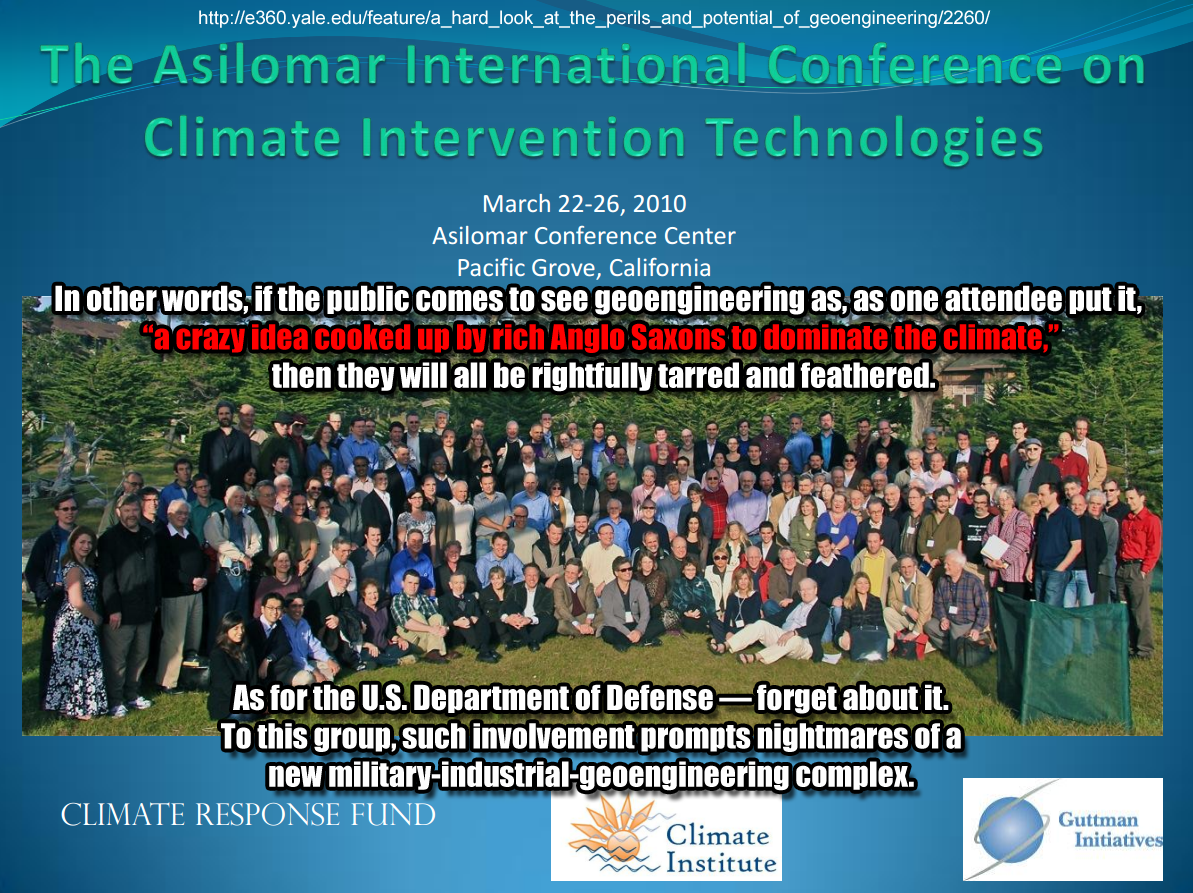 http://e360.yale.edu/feature/a_hard_look_at_the_perils_and_potential_of_geoengineering/2260/
The Asilomar International Conference on
Climate Intervention Technologies
March 22-26, 2010
Asilomar Conference Center
Pacific Grove, California
In other words, if the public comes to see geoengineering as, as one attendee put it,
“a crazy idea cooked up by rich Anglo Saxons to dominate the climate,”
then they will all be rightfully tarred and feathered.
As for the U.S. Department of Defense — forget about it.
To this group, such involvement prompts nightmares of a
new military-industrial-geoengineering complex.
CLIMATE RESPONSE FUND
Climate
Institute
Guttman
Initiatives